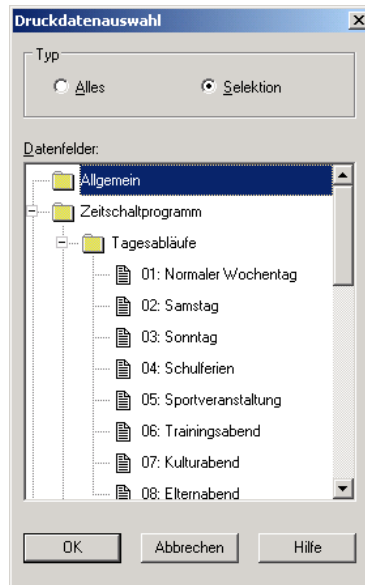 Druckdatenauswahl
Typ
Alles
Selektion
Datenfelder:
Allgemein
Zeitschaltprogramm
Tagesabläufe
01: Normaler Wochentag
02: Samstag
03: Sonntag
04: Schulferien
05: Sportveranstaltung
06: Trainingsabend
07: Kulturabend
08: Elternabend
OK
Abbrechen
Hilfe